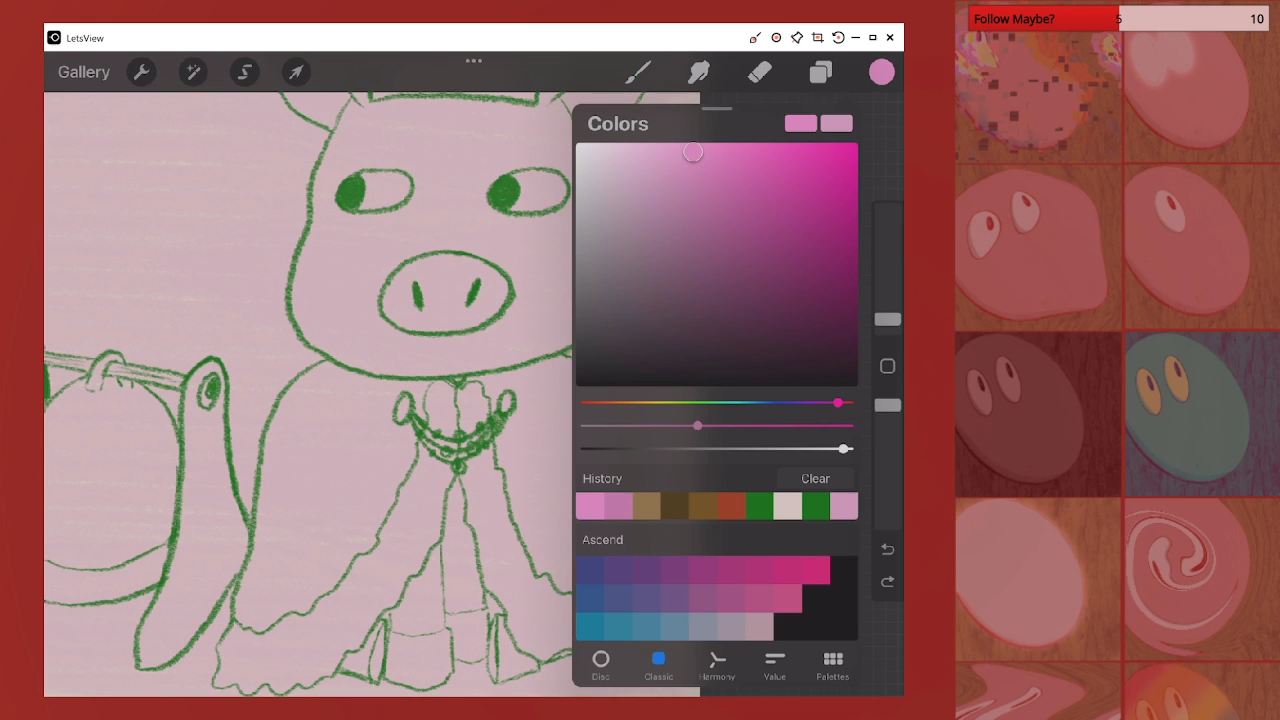 LetsView
Follow Maybe?
5
10
Gallery
Colors
History
Clear
Ascend
Disc
Classic
Harmony
Value
Palettes